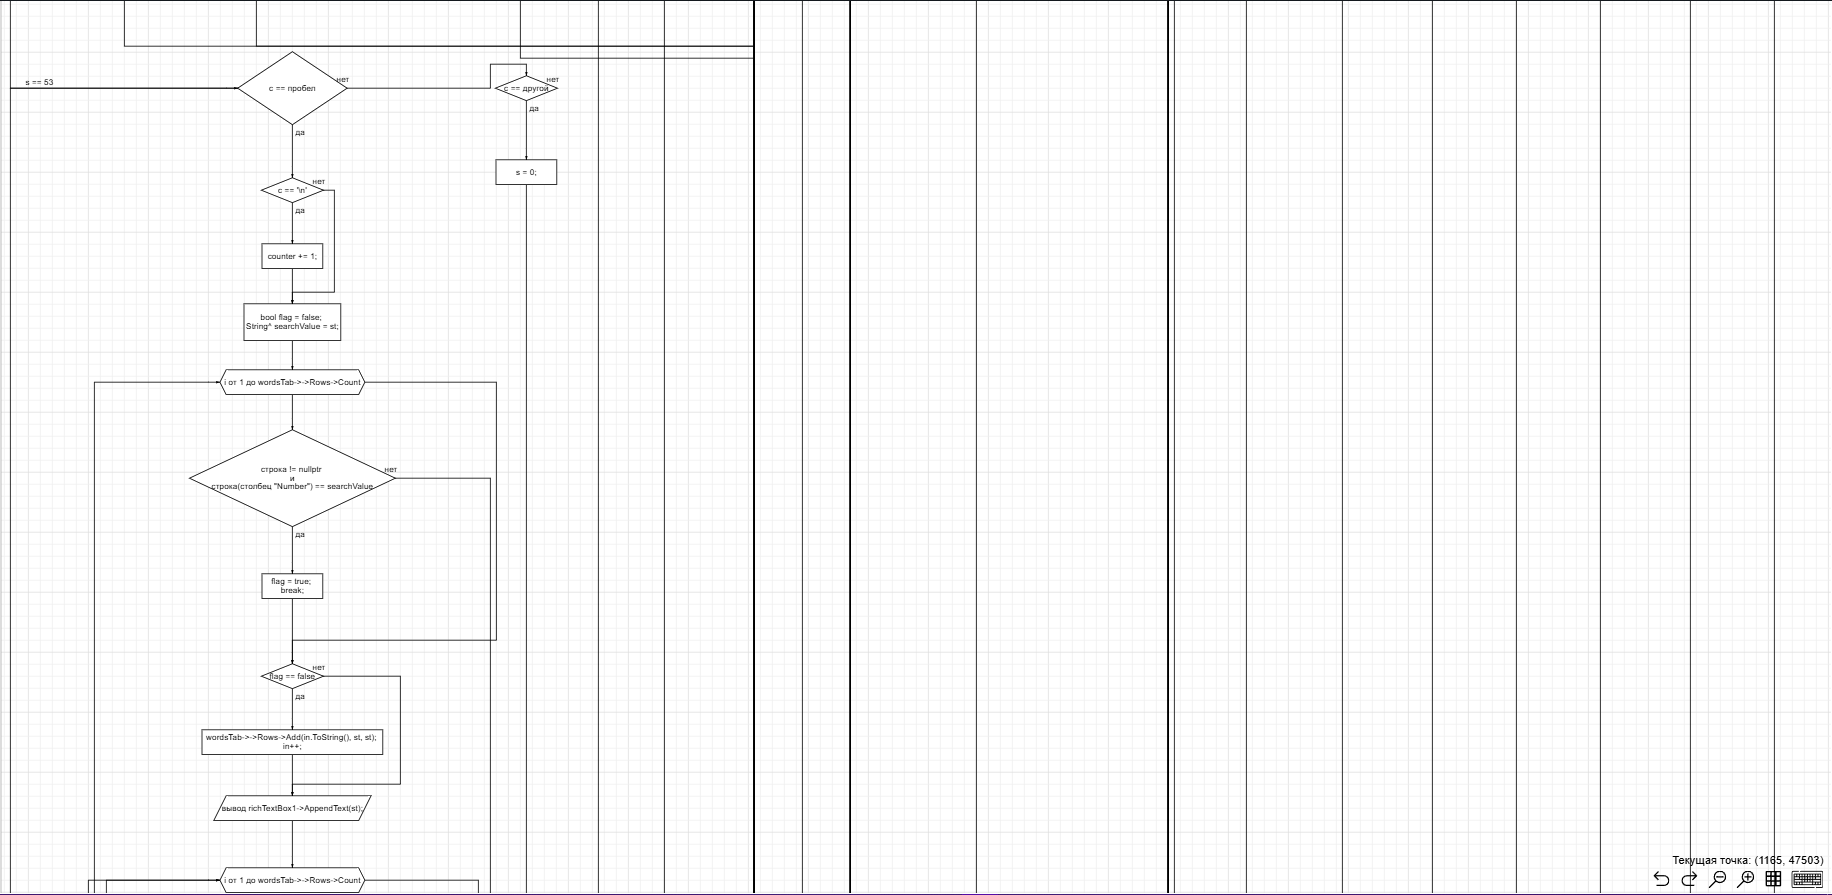 s == 53
с == пробел
нет
с == другой
нет
да
да
s = 0;
c == '\n'
нет
да
counter += 1;
bool flag = false;
String^ searchValue = st;
i от 1 до wordsTab->->Rows->Count
строка != nullptr
и
строка(столбец "Number") == searchValue
нет
да
flag = true;
break;
flag == false
нет
да
wordsTab->->Rows->Add(in.ToString(), st, st);
in++;
вывод richTextBox1->AppendText(st);
i от 1 до wordsTab->->Rows->Count
Текущая точка: (1165, 47503)